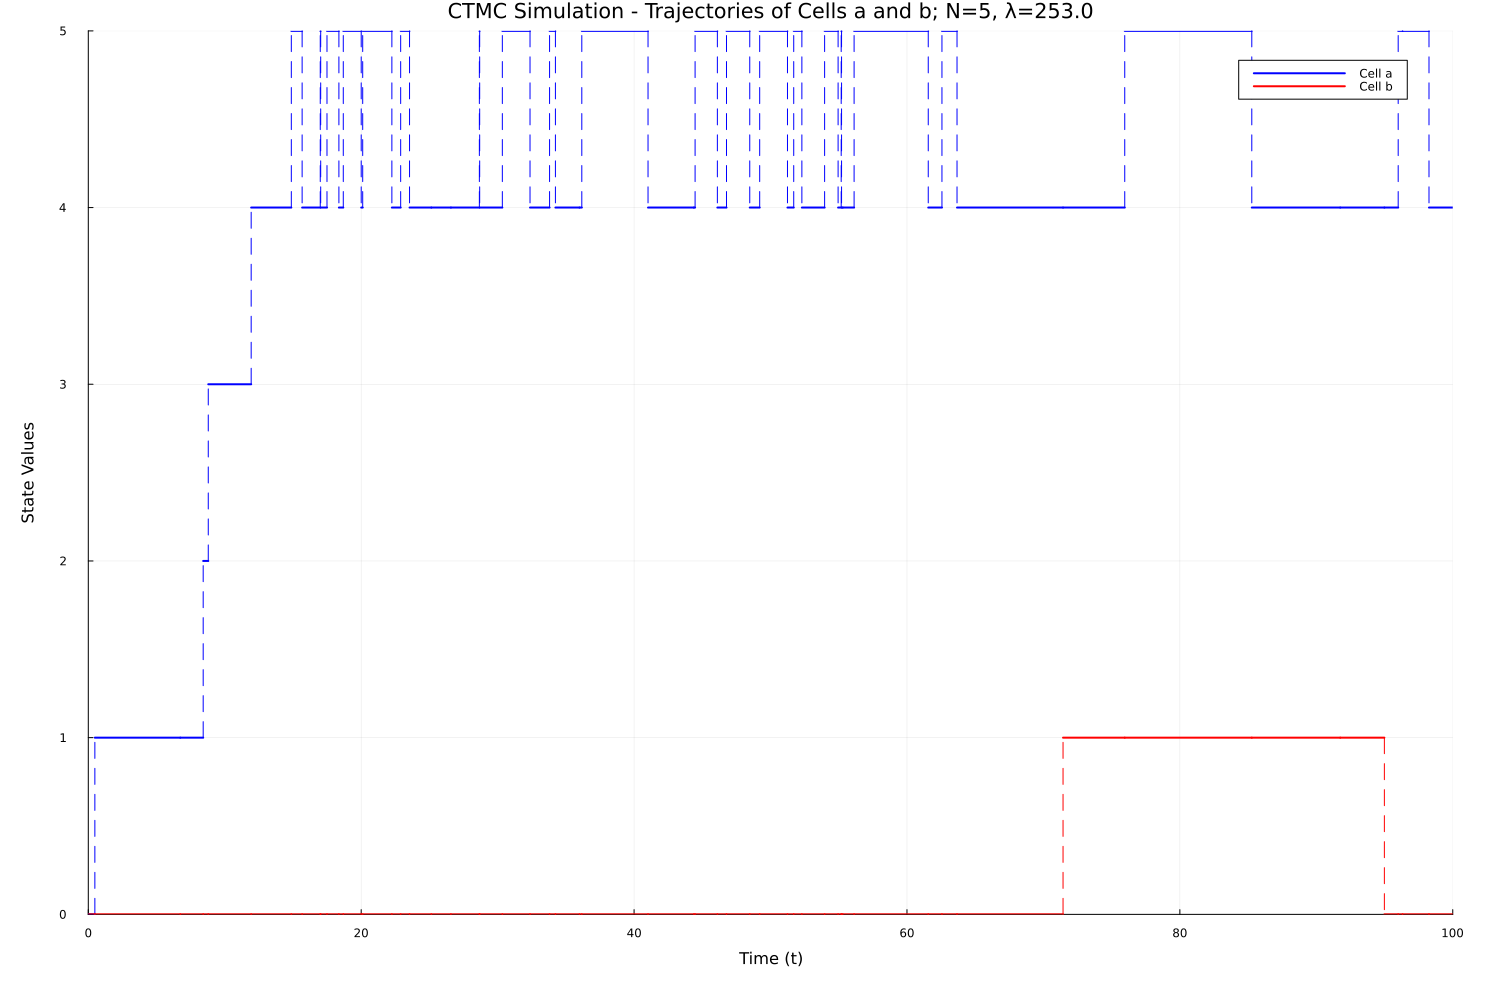 CTMC Simulation - Trajectories of Cells a and b; N=5, λ=253.0
5
Cell a
Cell b
4
3
State Values
2
1
0
0 20 40 60 80 100
Time (t)